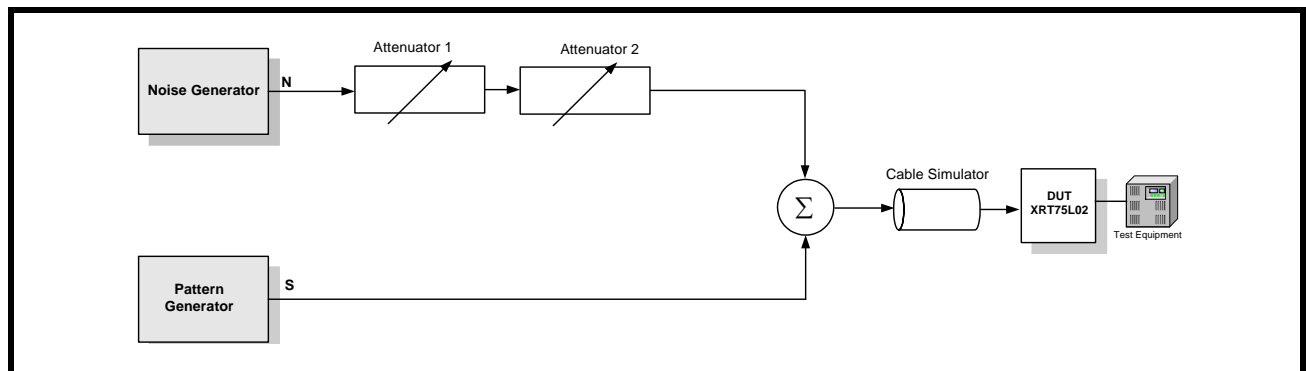 Attenuator 1
Attenuator 2
Noise Generator
N
Cable Simulator
Σ
DUT
XRT75L02
Test Equipment
Pattern
Generator
S